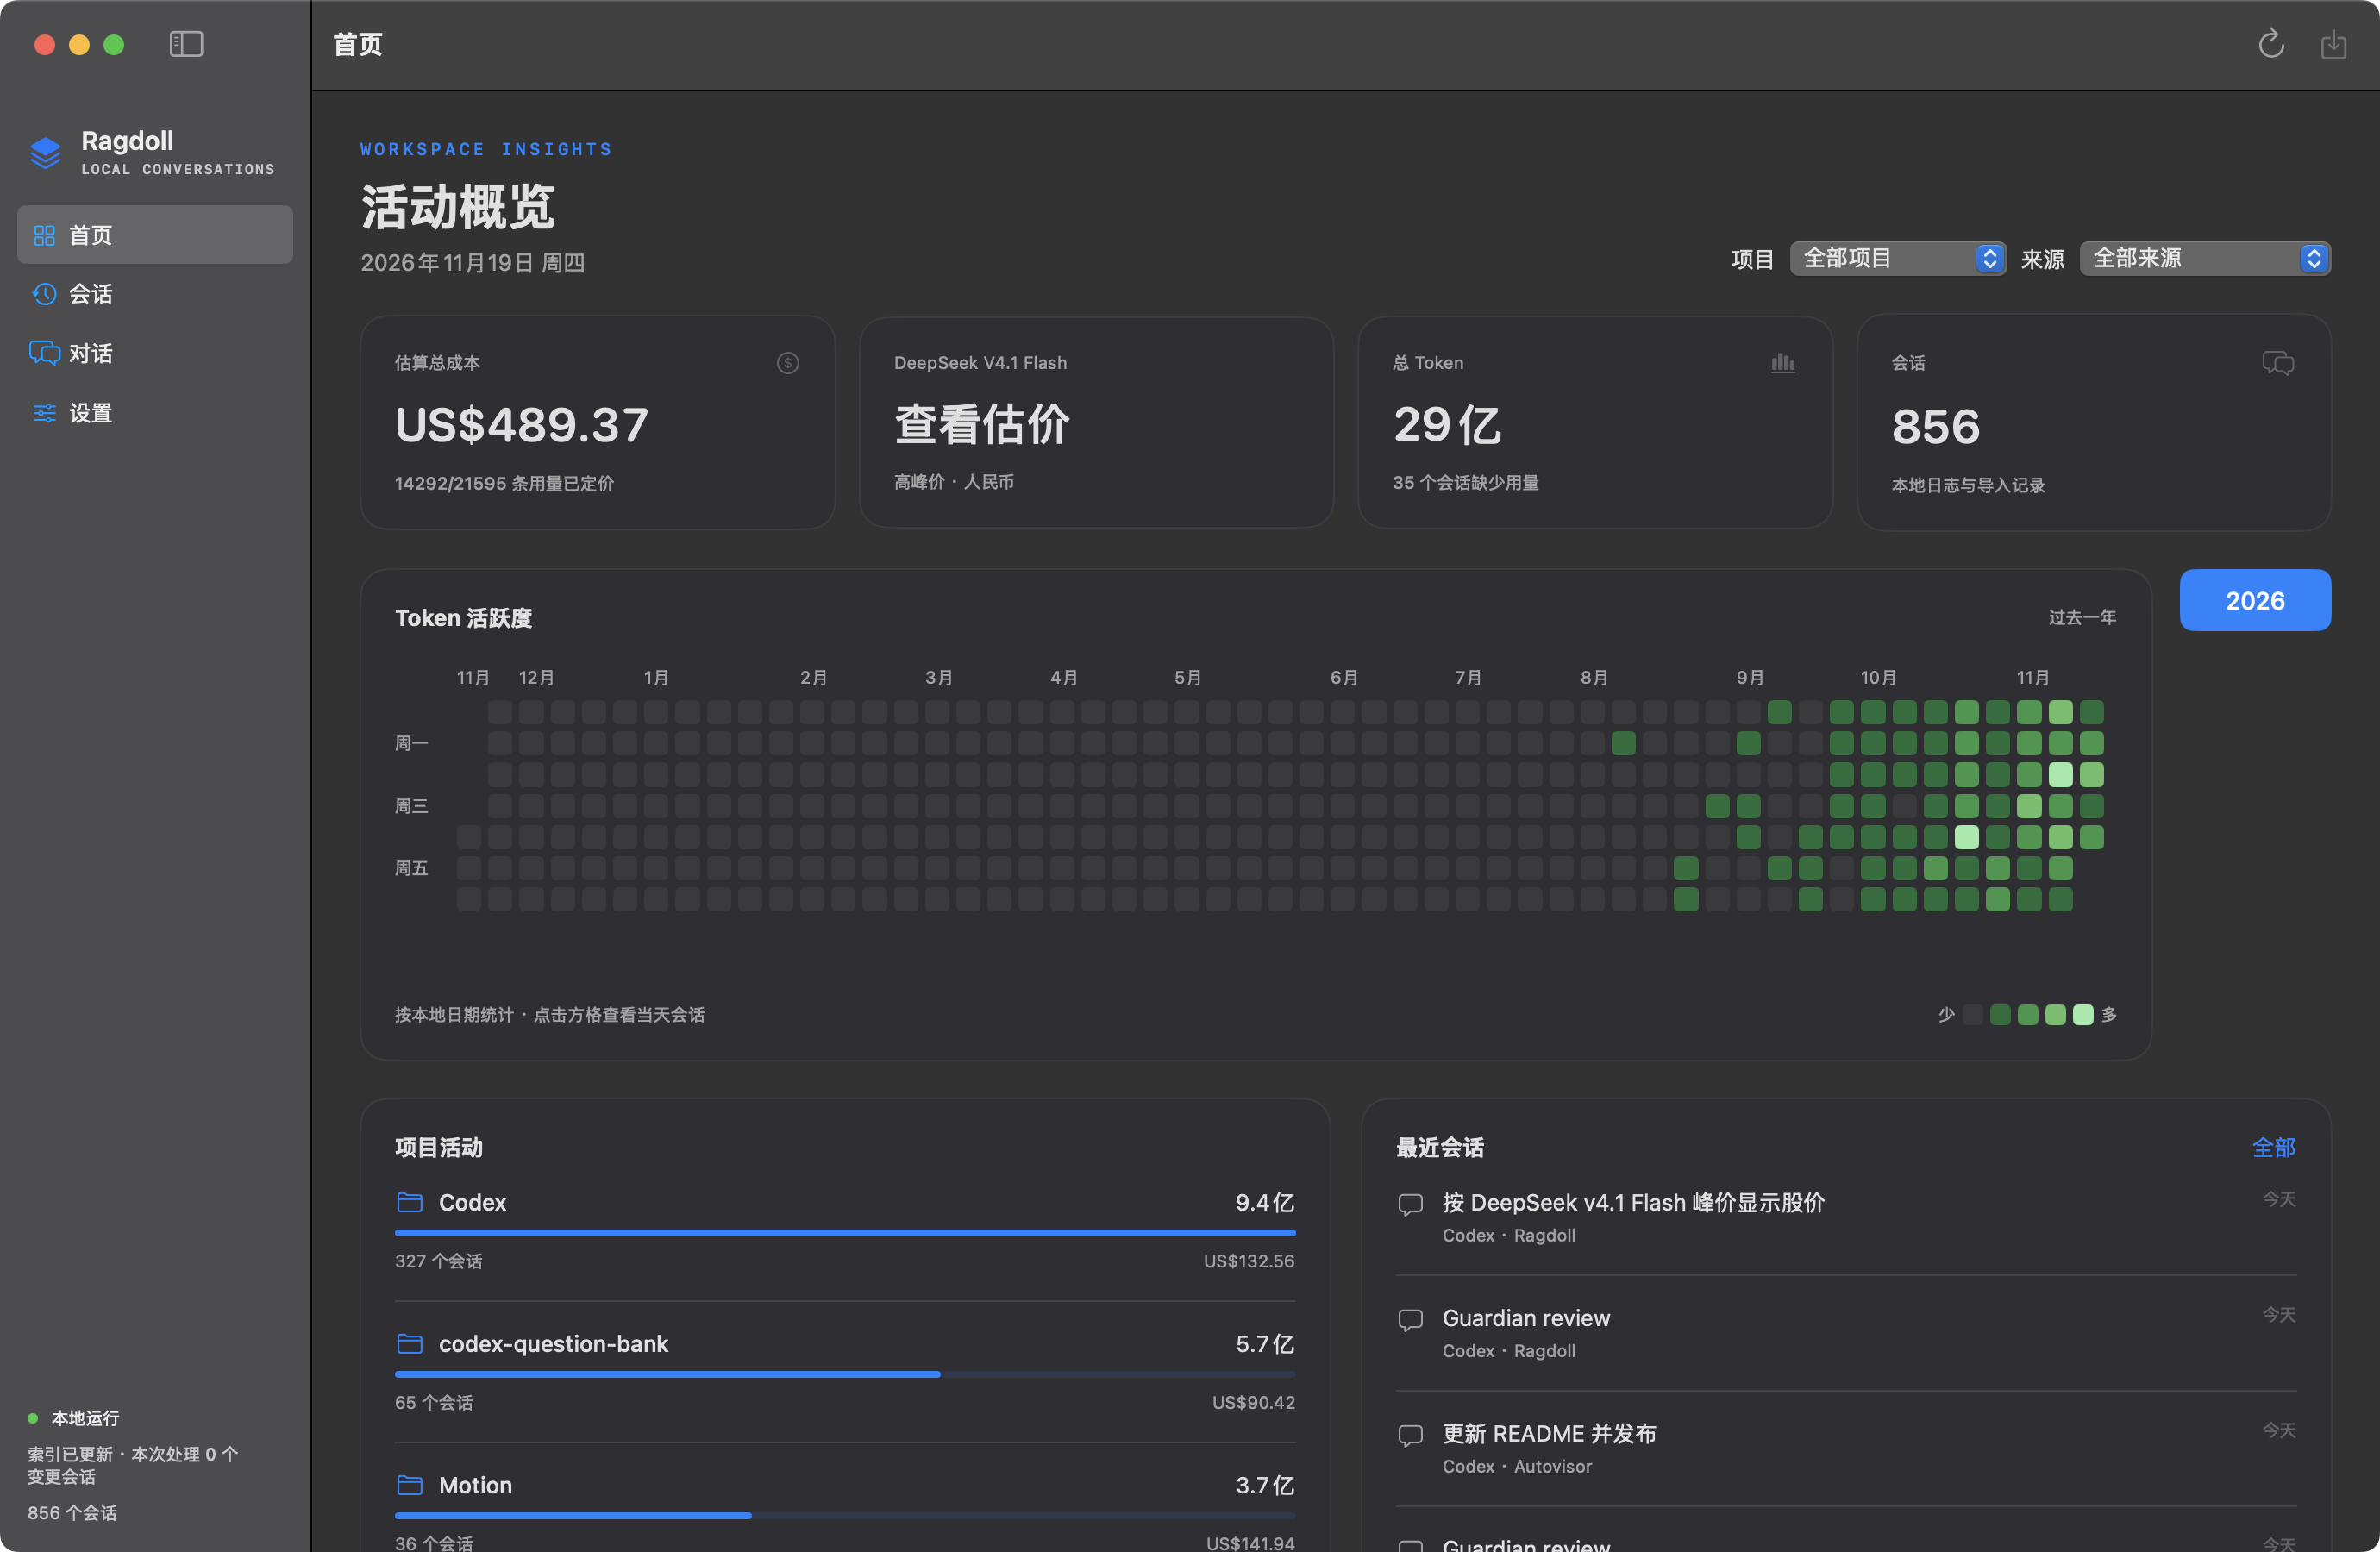 首页
Ragdoll
LOCAL CONVERSATIONS
首页
会话
对话
设置
本地运行
索引已更新 · 本次处理 0 个
变更会话
856 个会话
WORKSPACE INSIGHTS
活动概览
2026年11月19日 周四
项目 全部项目 来源 全部来源
估算总成本
US$489.37
14292/21595 条用量已定价
DeepSeek V4.1 Flash
查看估价
高峰价 · 人民币
总 Token
29亿
35 个会话缺少用量
会话
856
本地日志与导入记录
2026
Token 活跃度
过去一年
11月 12月 1月 2月 3月 4月 5月 6月 7月 8月 9月 10月 11月
周一
周三
周五
按本地日期统计 · 点击方格查看当天会话
少 多
项目活动
Codex 9.4亿
327 个会话 US$132.56
codex-question-bank 5.7亿
65 个会话 US$90.42
Motion 3.7亿
36 个会话 US$141.94
最近会话 全部
按 DeepSeek v4.1 Flash 峰价显示股价 今天
Codex · Ragdoll
Guardian review 今天
Codex · Ragdoll
更新 README 并发布 今天
Codex · Autovisor
Guardian review 今天